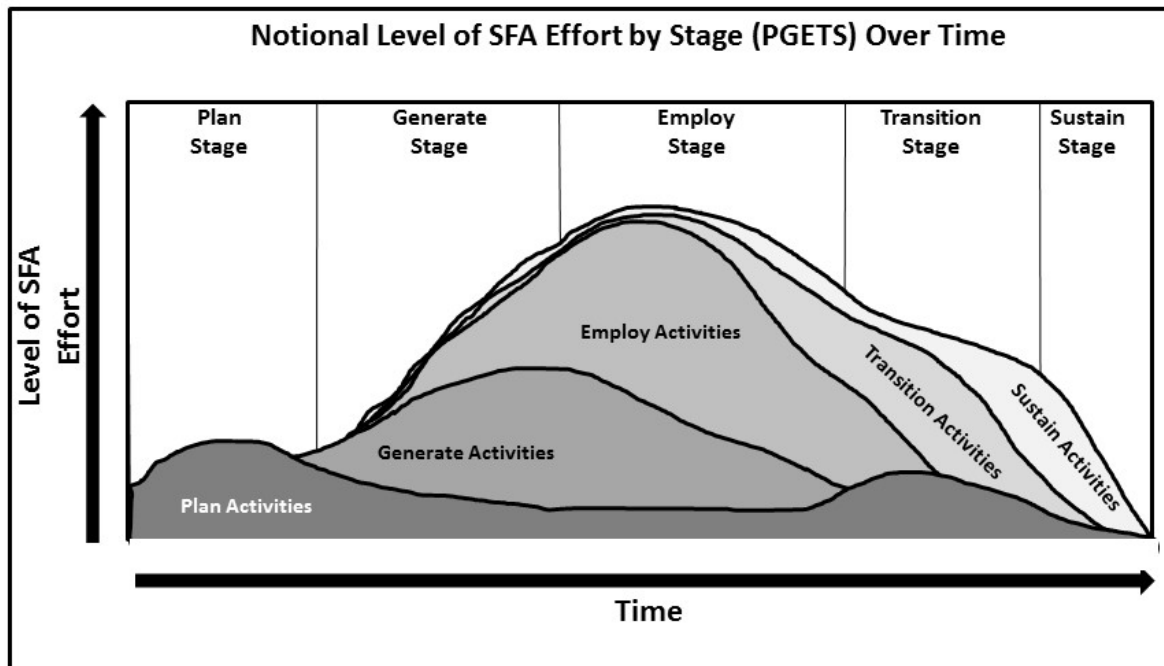 Notional Level of SFA Effort by Stage (PGETS) Over Time
Plan
Stage
Generate
Stage
Employ
Stage
Transition
Stage
Sustain
Stage
Level of SFA
Effort
Employ Activities
Transition Activities
Sustain Activities
Generate Activities
Plan Activities
Time